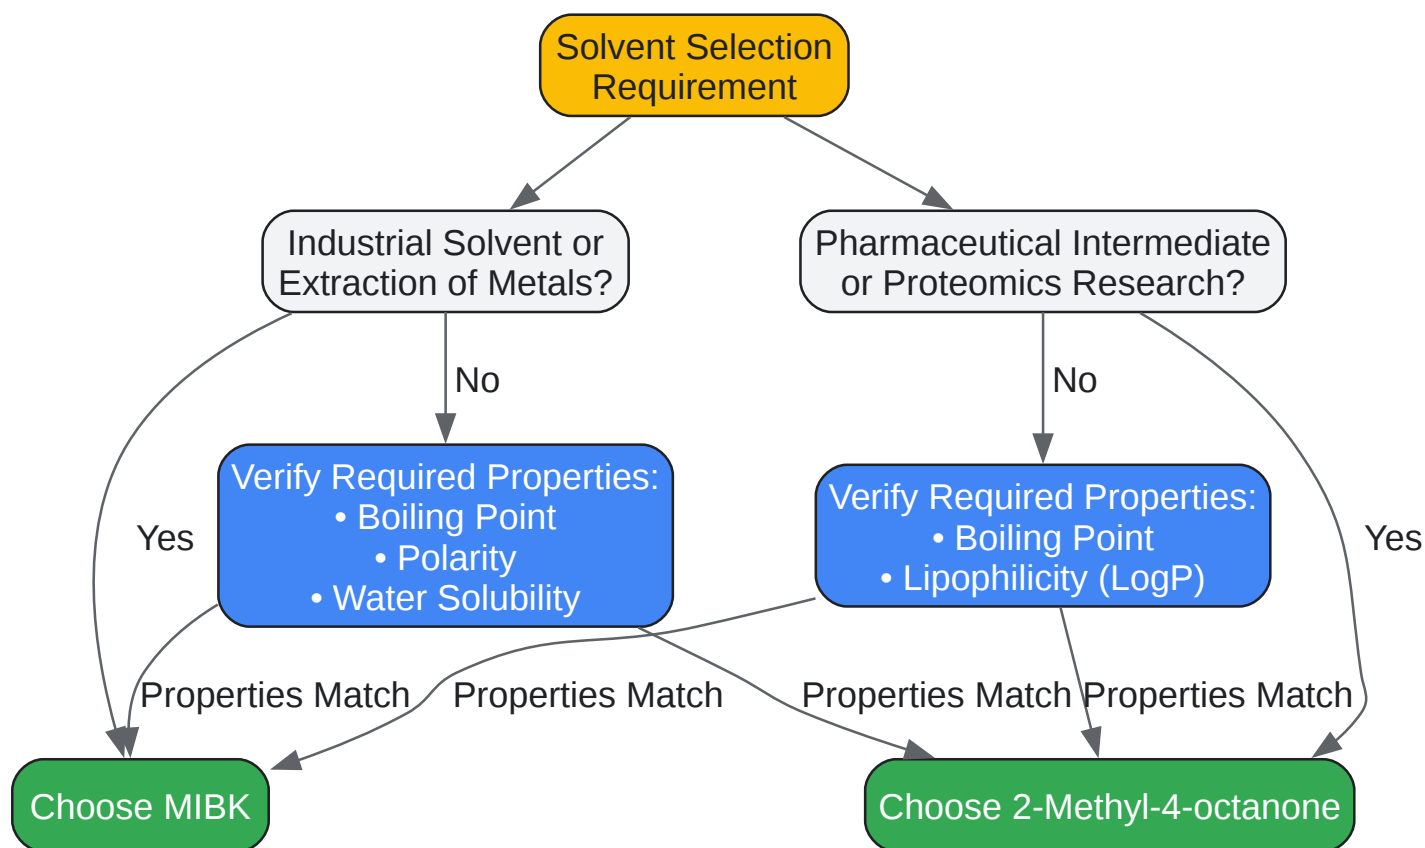 Solvent Selection
Requirement
Industrial Solvent or
Extraction of Metals?
Pharmaceutical Intermediate
or Proteomics Research?
No
No
Verify Required Properties:
• Boiling Point
• Polarity
• Water Solubility
Verify Required Properties:
• Boiling Point
• Lipophilicity (LogP)
Yes
Yes
Properties Match
Properties Match
Properties Match
Properties Match
Choose MIBK
Choose 2-Methyl-4-octanone